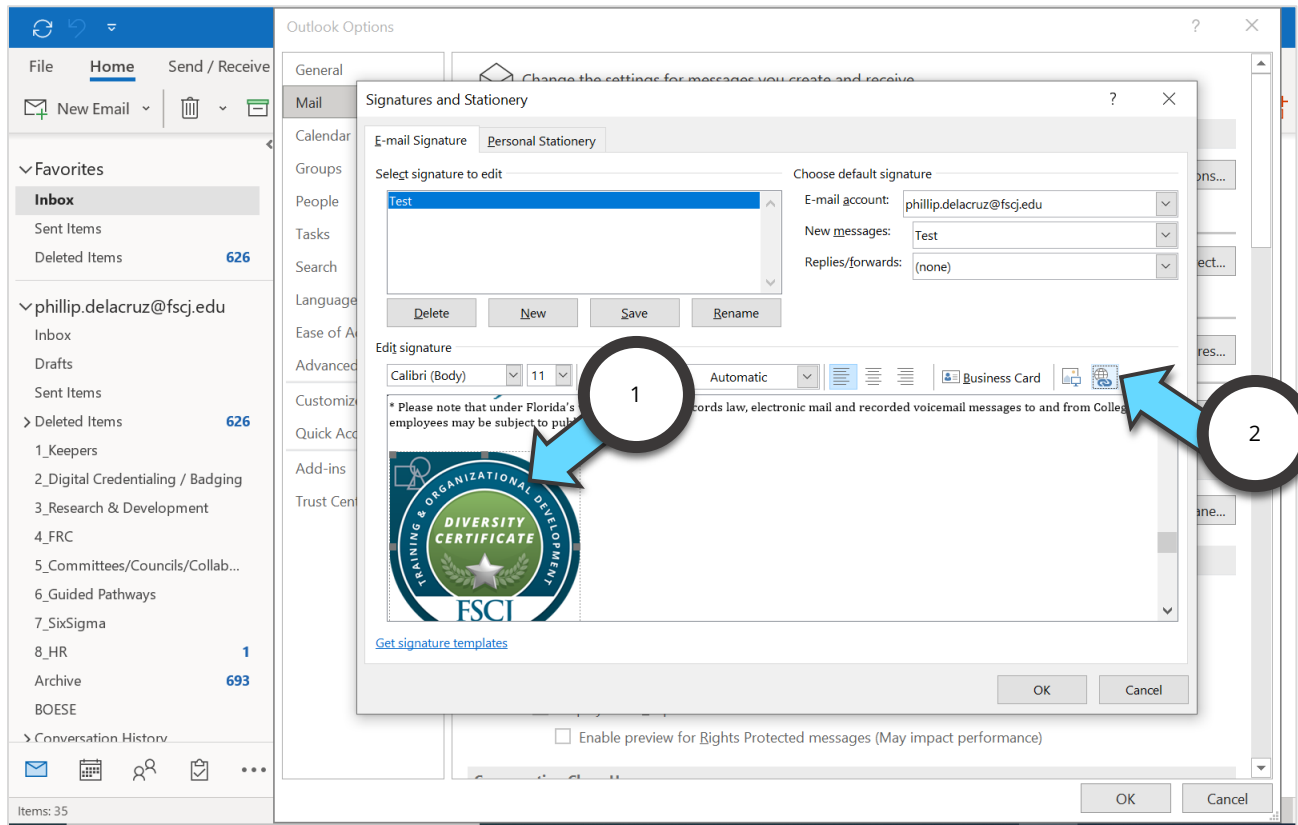 Outlook Options
?
File Home Send / Receive
New Email
Favorites
Inbox
Sent Items
Deleted Items 626
phillip.delacruz@fscj.edu
Inbox
Drafts
Sent Items
Deleted Items 626
1_Keepers
2_Digital Credentialing / Badging
3_Research & Development
4_FRC
5_Committees/Councils/Collab...
6_Guided Pathways
7_SixSigma
8_HR 1
Archive 693
BOESE
Conversation History
Items: 35
General
Mail
Calendar
Groups
People
Tasks
Search
Language
Ease of A
Advanced
Customiz
Quick Acc
Add-ins
Trust Cent
Change the settings for messages you create and receive
ons...
ect...
res...
ane...
Signatures and Stationery
?
E-mail Signature Personal Stationery
Select signature to edit
Test
Delete New Save Rename
Choose default signature
E-mail account: phillip.delacruz@fscj.edu
New messages: Test
Replies/forwards: (none)
Edit signature
Calibri (Body) 11 Automatic Business Card
1
2
* Please note that under Florida's cords law, electronic mail and recorded voicemail messages to and from Colleg
employees may be subject to pub
TRAINING & ORGANIZATIONAL DEVELOPMENT
DIVERSITY
CERTIFICATE
FSCJ
Get signature templates
OK Cancel
Enable preview for Rights Protected messages (May impact performance)
OK Cancel